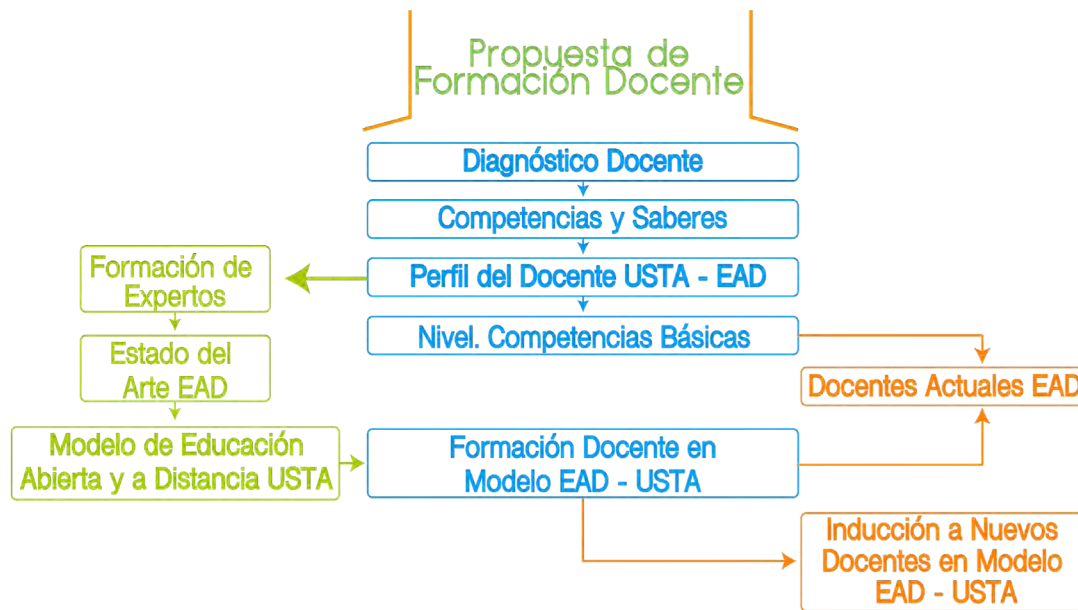 Propuesta de
Formación Docente
Diagnóstico Docente
Competencias y Saberes
Perfil del Docente USTA - EAD
Nivel. Competencias Básicas
Formación de
Expertos
Estado del
Arte EAD
Modelo de Educación
Abierta y a Distancia USTA
Formación Docente en
Modelo EAD - USTA
Docentes Actuales EAD
Inducción a Nuevos
Docentes en Modelo
EAD - USTA